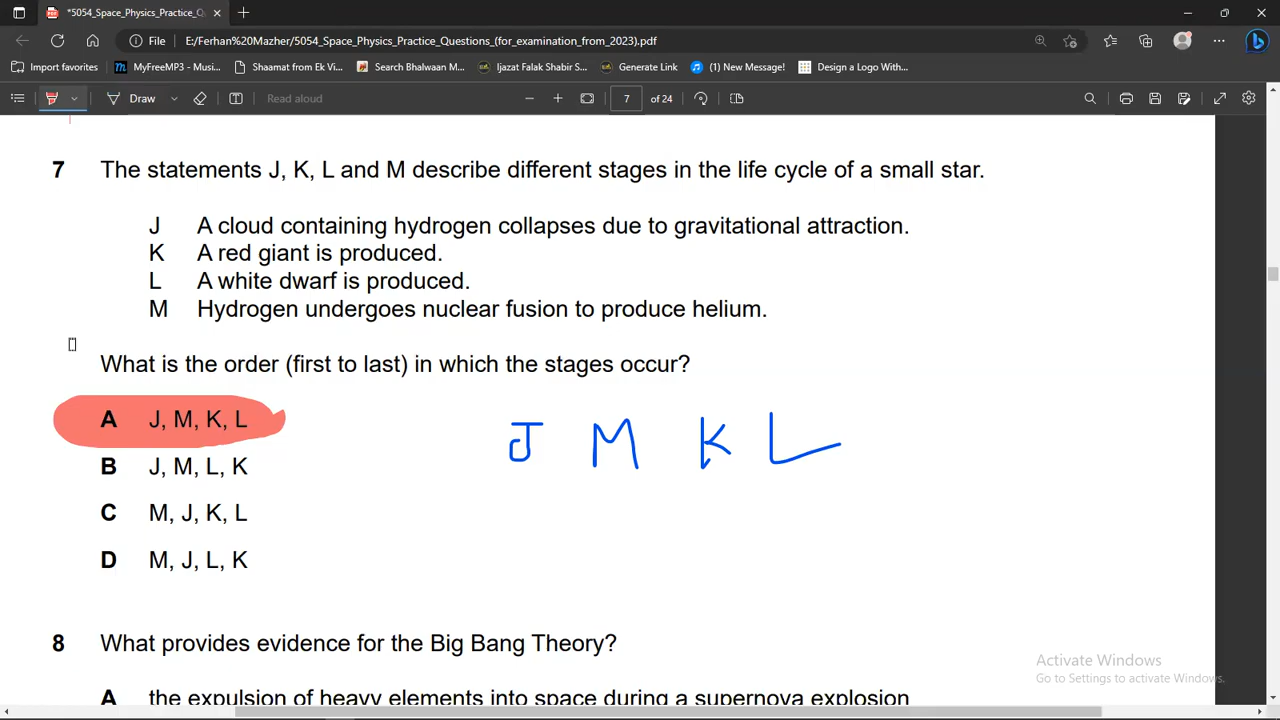 *5054_Space_Physics_Practice_Q
File E:/Ferhan%20Mazher/5054_Space_Physics_Practice_Questions_(for_examination_from_2023).pdf
Import favorites MyFreeMP3 - Musi... Shaamat from Ek Vi... Search Bhalwaan M... Ijazat Falak Shabir S... Generate Link (1) New Message! Design a Logo With...
Draw Read aloud 7 of 24
7 The statements J, K, L and M describe different stages in the life cycle of a small star.
J A cloud containing hydrogen collapses due to gravitational attraction.
K A red giant is produced.
L A white dwarf is produced.
M Hydrogen undergoes nuclear fusion to produce helium.
What is the order (first to last) in which the stages occur?
A J, M, K, L
J M K L
B J, M, L, K
C M, J, K, L
D M, J, L, K
8 What provides evidence for the Big Bang Theory?
A the expulsion of heavy elements into space during a supernova explosion
Activate Windows
Go to Settings to activate Windows.